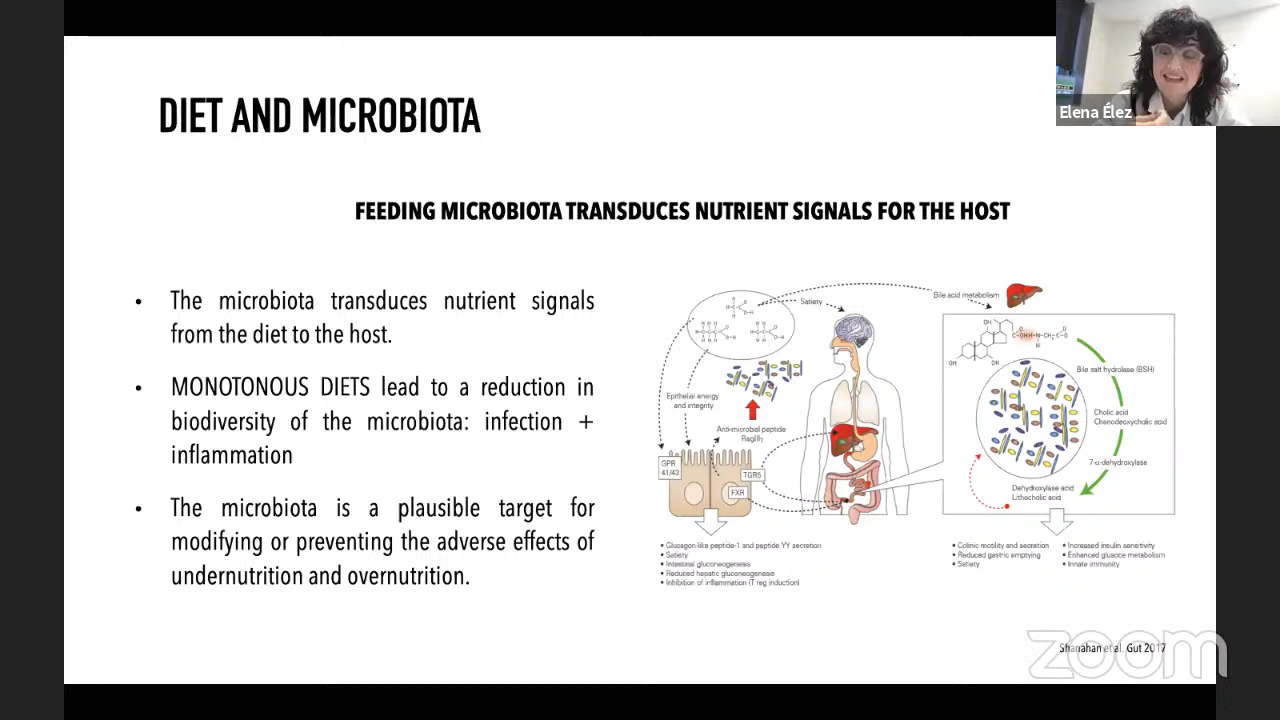 Elena Élez
DIET AND MICROBIOTA
FEEDING MICROBIOTA TRANSDUCES NUTRIENT SIGNALS FOR THE HOST
• The microbiota transduces nutrient signals
from the diet to the host.
• MONOTONOUS DIETS lead to a reduction in
biodiversity of the microbiota: infection +
inflammation
• The microbiota is a plausible target for
modifying or preventing the adverse effects of
undernutrition and overnutrition.
Satiety
Bile acid metabolism
Epithelial energy
and integrity
Anti-microbial peptide
GPR
41/43
TGR5
FXR
Bile salt hydrolase (BSH)
Cholic acid
Chenodeoxycholic acid
7-α-dehydroxylase
Dehydroxylase acid
Lithocholic acid
• Glucagon-like peptide-1 and peptide YY secretion
• Satiety
• Intestinal gluconeogenesis
• Reduced hepatic gluconeogenesis
• Inhibition of inflammation (T reg induction)
• Colinic motility and secretion
• Reduced gastric emptying
• Satiety
• Increased insulin sensitivity
• Enhanced glucose metabolism
• Innate immunity
Shanahan et al. Gut 2017
zoom